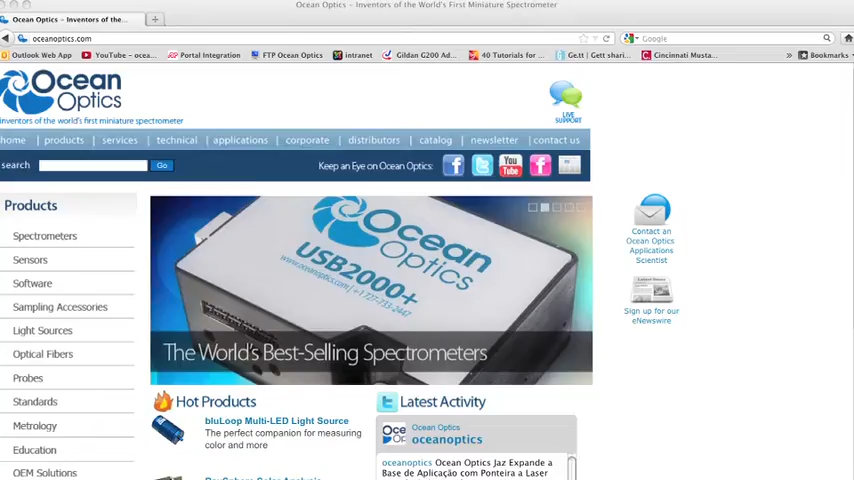 Ocean Optics – Inventors of the World's First Miniature Spectrometer
Ocean Optics – Inventors of the...
oceanoptics.com
Google
Outlook Web App
YouTube – ocea...
Portal Integration
FTP Ocean Optics
intranet
Gildan G200 Ad...
40 Tutorials for ...
Ge.tt | Gett shari...
Cincinnati Musta...
»
Bookmarks
Ocean
Optics
inventors of the world's first miniature spectrometer
LIVE
SUPPORT
home | products | services | technical | applications | corporate | distributors | catalog | newsletter | contact us
search
Go
Keep an Eye on Ocean Optics:
You
Tube
Products
Spectrometers
Sensors
Software
Sampling Accessories
Light Sources
Optical Fibers
Probes
Standards
Metrology
Education
OEM Solutions
Ocean
Optics
USB2000+
www.oceanoptics.com | +1 727-733-2447
The World's Best-Selling Spectrometers
Contact an
Ocean Optics
Applications
Scientist
Sign up for our
eNewswire
Hot Products
bluLoop Multi-LED Light Source
The perfect companion for measuring
color and more
Latest Activity
Ocean Optics
oceanoptics
oceanoptics Ocean Optics Jaz Expande a
Base de Aplicação com Ponteira a Laser